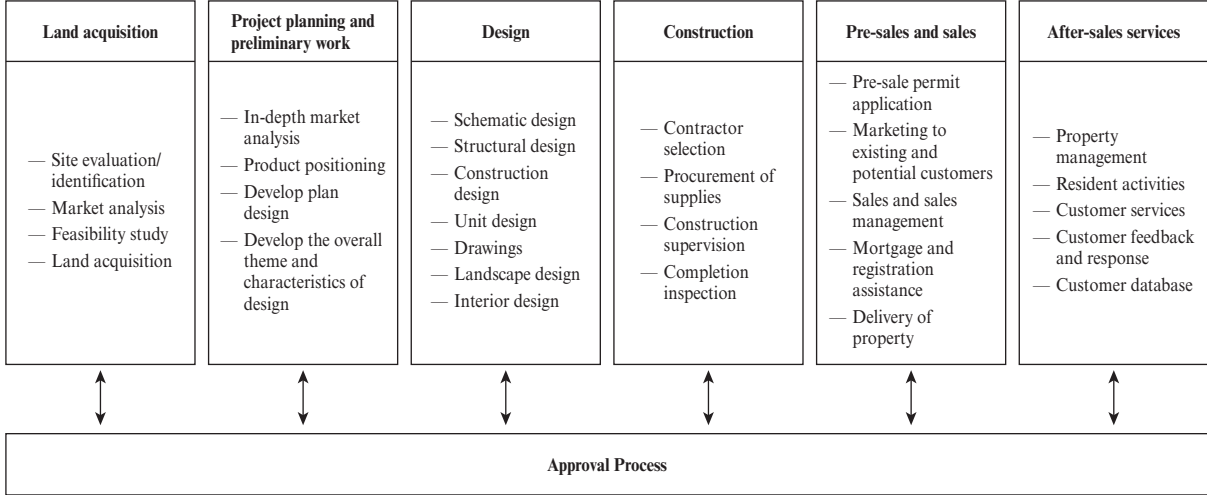 Land acquisition
— Site evaluation/
identification
— Market analysis
— Feasibility study
— Land acquisition
Project planning and
preliminary work
— In-depth market
analysis
— Product positioning
— Develop plan
design
— Develop the overall
theme and
characteristics of
design
Design
— Schematic design
— Structural design
— Construction
design
— Unit design
— Drawings
— Landscape design
— Interior design
Construction
— Contractor
selection
— Procurement of
supplies
— Construction
supervision
— Completion
inspection
Pre-sales and sales
— Pre-sale permit
application
— Marketing to
existing and
potential customers
— Sales and sales
management
— Mortgage and
registration
assistance
— Delivery of
property
After-sales services
— Property
management
— Resident activities
— Customer services
— Customer feedback
and response
— Customer database
Approval Process